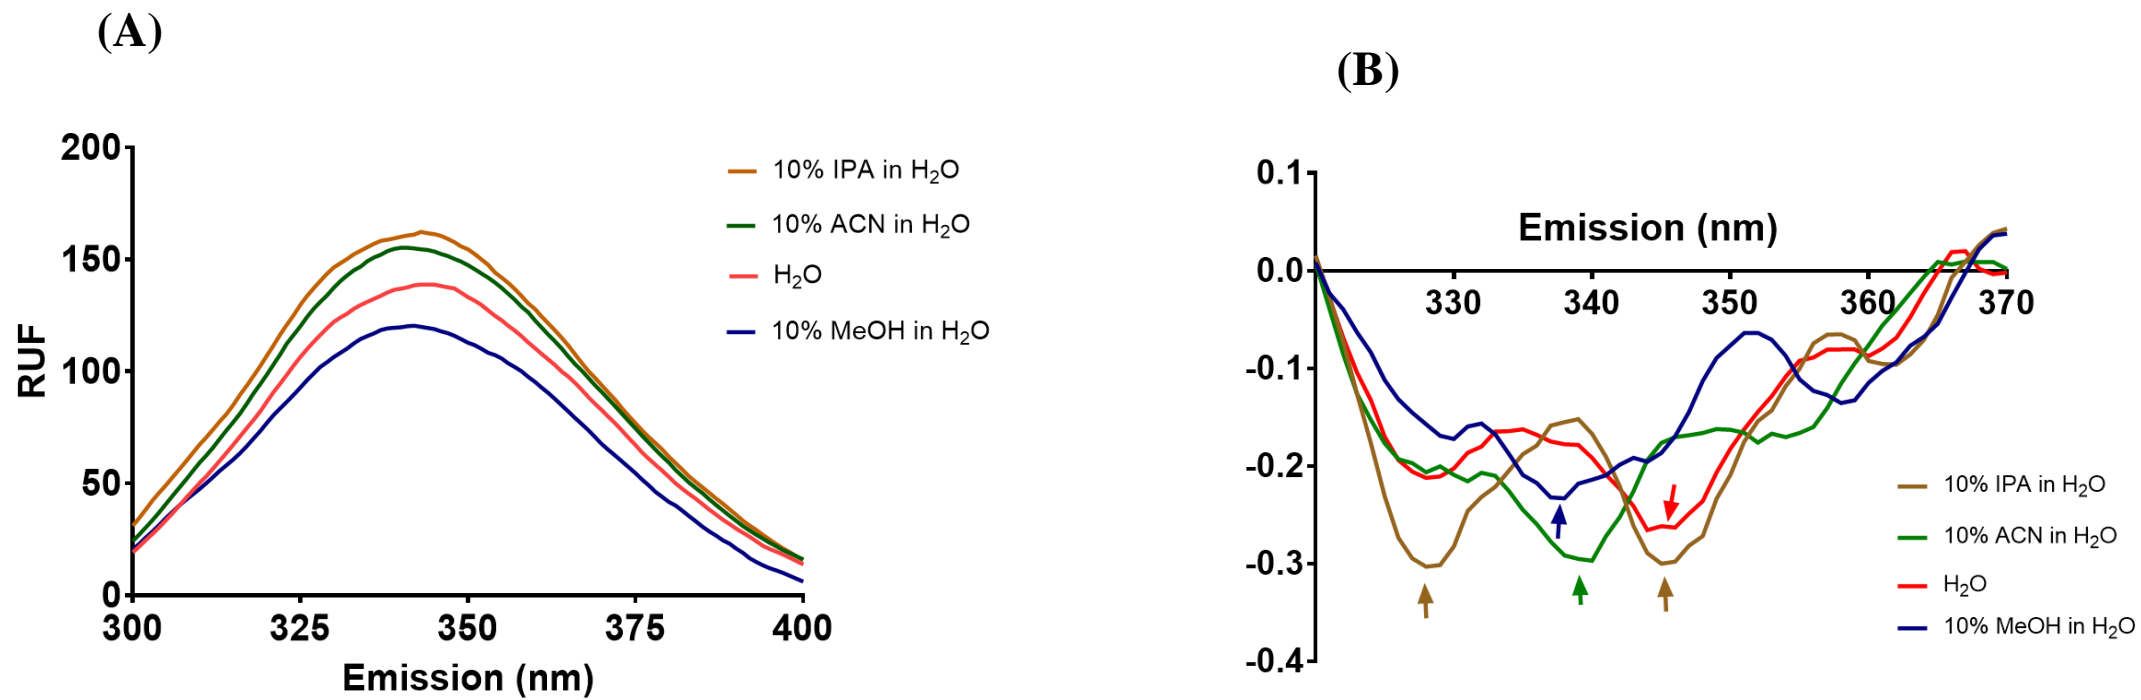 (A)
200
150
100
50
0
RUF
300 325 350 375 400
Emission (nm)
10% IPA in H₂O
10% ACN in H₂O
H₂O
10% MeOH in H₂O
(B)
0.1
0.0
-0.1
-0.2
-0.3
-0.4
Emission (nm)
330 340 350 360 370
10% IPA in H₂O
10% ACN in H₂O
H₂O
10% MeOH in H₂O